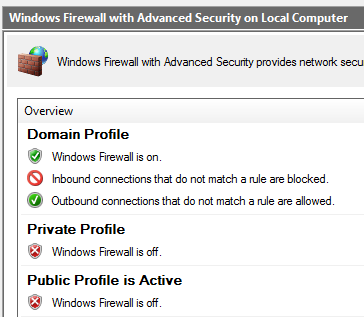 Windows Firewall with Advanced Security on Local Computer
Windows Firewall with Advanced Security provides network secu
Overview
Domain Profile
Windows Firewall is on.
Inbound connections that do not match a rule are blocked.
Outbound connections that do not match a rule are allowed.
Private Profile
Windows Firewall is off.
Public Profile is Active
Windows Firewall is off.